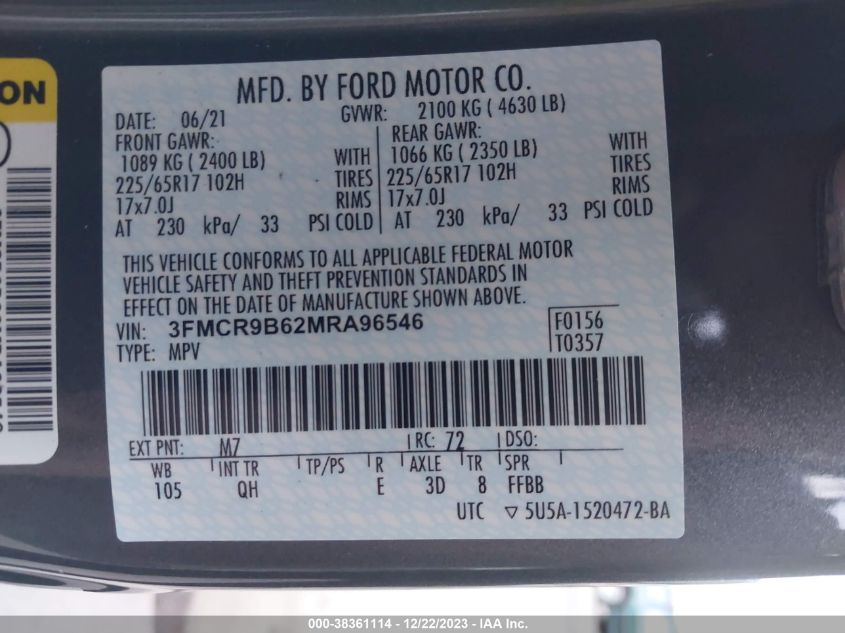 ON
MFD. BY FORD MOTOR CO.
DATE: 06/21 GVWR: 2100 KG ( 4630 LB)
FRONT GAWR: REAR GAWR:
1089 KG ( 2400 LB) WITH 1066 KG ( 2350 LB) WITH
225/65R17 102H TIRES 225/65R17 102H TIRES
17x7.0J RIMS 17x7.0J RIMS
AT 230 kPa/ 33 PSI COLD AT 230 kPa/ 33 PSI COLD
THIS VEHICLE CONFORMS TO ALL APPLICABLE FEDERAL MOTOR
VEHICLE SAFETY AND THEFT PREVENTION STANDARDS IN
EFFECT ON THE DATE OF MANUFACTURE SHOWN ABOVE.
VIN: 3FMCR9B62MRA96546 F0156
TYPE: MPV T0357
EXT PNT: M7 RC: 72 DSO:
WB INT TR TP/PS R AXLE TR SPR
105 QH E 3D 8 FFBB
UTC ▽ 5U5A-1520472-BA
000-38361114 - 12/22/2023 - IAA Inc.